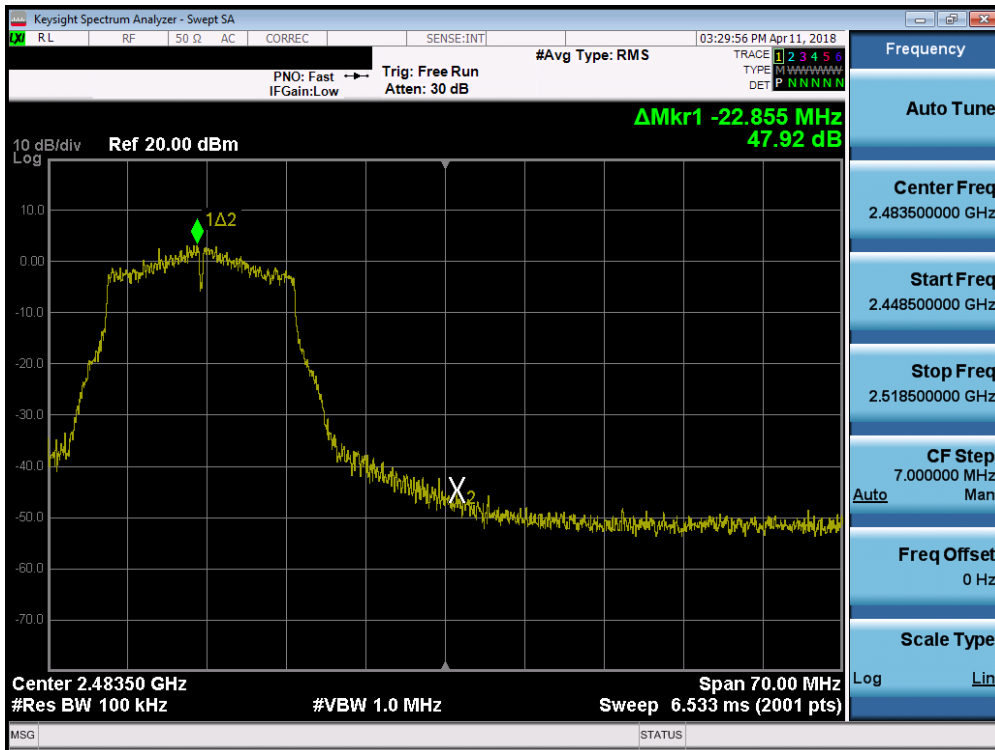 Keysight Spectrum Analyzer - Swept SA
LXI RL RF 50 Ω AC CORREC SENSE:INT 03:29:56 PM Apr 11, 2018
#Avg Type: RMS TRACE 1 2 3 4 5 6
PNO: Fast Trig: Free Run TYPE M WWWWW
IFGain:Low Atten: 30 dB DET P N N N N N
ΔMkr1 -22.855 MHz
47.92 dB
10 dB/div Ref 20.00 dBm
Log
10.0
1Δ2
0.00
-10.0
-20.0
-30.0
-40.0
X2
-50.0
-60.0
-70.0
Center 2.48350 GHz Span 70.00 MHz
#Res BW 100 kHz #VBW 1.0 MHz Sweep 6.533 ms (2001 pts)
MSG STATUS
Frequency
Auto Tune
Center Freq
2.483500000 GHz
Start Freq
2.448500000 GHz
Stop Freq
2.518500000 GHz
CF Step
7.000000 MHz
Auto Man
Freq Offset
0 Hz
Scale Type
Log Lin